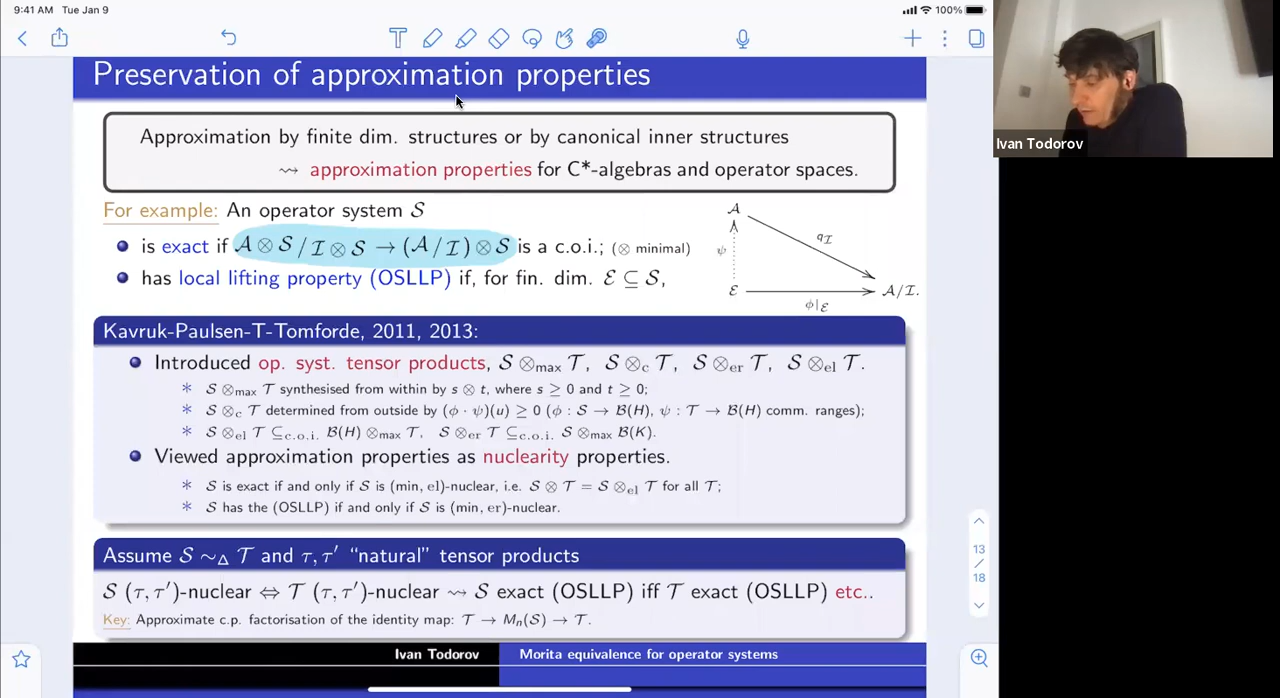 9:41 AM Tue Jan 9
100%
Preservation of approximation properties
Ivan Todorov
Approximation by finite dim. structures or by canonical inner structures
⇝ approximation properties for C*-algebras and operator spaces.
For example: An operator system 𝒮
is exact if 𝒜 ⊗ 𝒮 / ℐ ⊗ 𝒮 → (𝒜/ℐ) ⊗ 𝒮 is a c.o.i.; (⊗ minimal)
has local lifting property (OSLLP) if, for fin. dim. ℰ ⊆ 𝒮,
𝒜
q_ℐ
ψ
ℰ
𝒜/ℐ.
ϕ|_ℰ
Kavruk-Paulsen-T-Tomforde, 2011, 2013:
Introduced op. syst. tensor products, 𝒮 ⊗_max 𝒯, 𝒮 ⊗_c 𝒯, 𝒮 ⊗_er 𝒯, 𝒮 ⊗_el 𝒯.
* 𝒮 ⊗_max 𝒯 synthesised from within by s ⊗ t, where s ≥ 0 and t ≥ 0;
* 𝒮 ⊗_c 𝒯 determined from outside by (ϕ · ψ)(u) ≥ 0 (ϕ : 𝒮 → ℬ(H), ψ : 𝒯 → ℬ(H) comm. ranges);
* 𝒮 ⊗_el 𝒯 ⊆_c.o.i. ℬ(H) ⊗_max 𝒯, 𝒮 ⊗_er 𝒯 ⊆_c.o.i. 𝒮 ⊗_max ℬ(K).
Viewed approximation properties as nuclearity properties.
* 𝒮 is exact if and only if 𝒮 is (min, el)-nuclear, i.e. 𝒮 ⊗ 𝒯 = 𝒮 ⊗_el 𝒯 for all 𝒯;
* 𝒮 has the (OSLLP) if and only if 𝒮 is (min, er)-nuclear.
Assume 𝒮 ∼_Δ 𝒯 and τ, τ′ “natural” tensor products
𝒮 (τ, τ′)-nuclear ⇔ 𝒯 (τ, τ′)-nuclear ⇝ 𝒮 exact (OSLLP) iff 𝒯 exact (OSLLP) etc..
Key: Approximate c.p. factorisation of the identity map: 𝒯 → M_n(𝒮) → 𝒯.
13
/
18
Ivan Todorov
Morita equivalence for operator systems